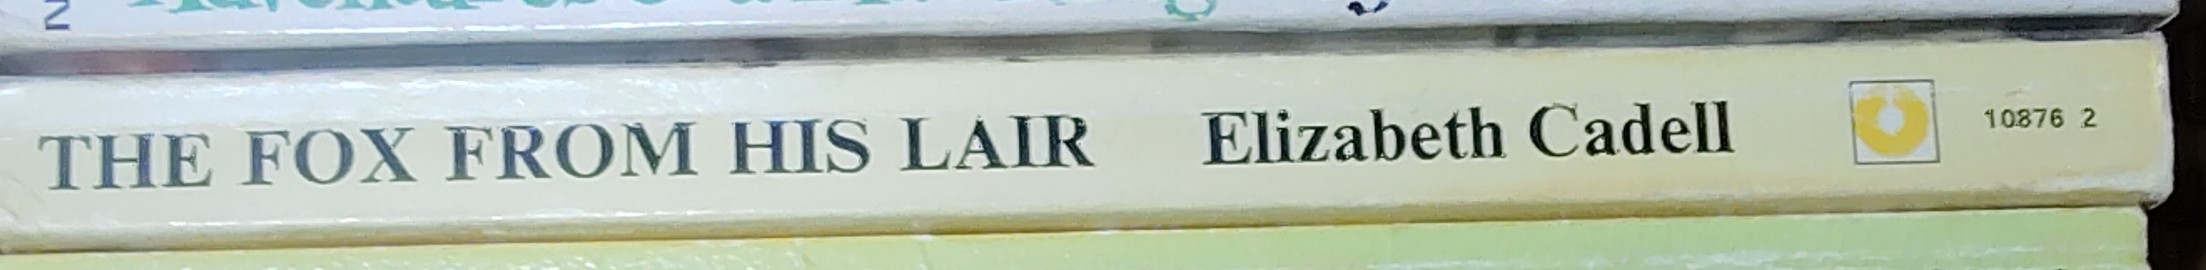 THE FOX FROM HIS LAIR Elizabeth Cadell 10876 2